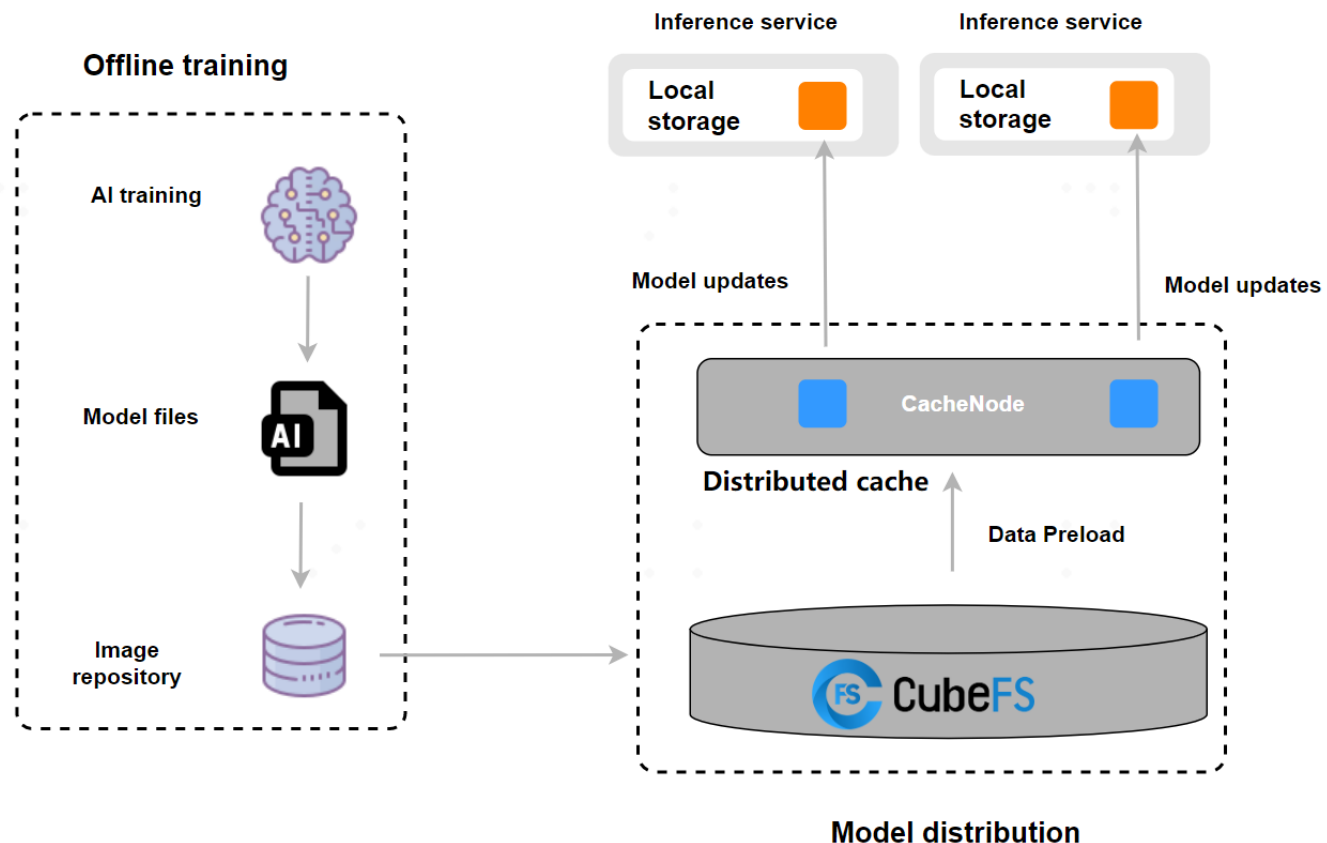 Offline training
AI training
Model files
AI
Image
repository
Inference service
Inference service
Local
storage
Local
storage
Model updates
Model updates
CacheNode
Distributed cache
Data Preload
FS CubeFS
Model distribution